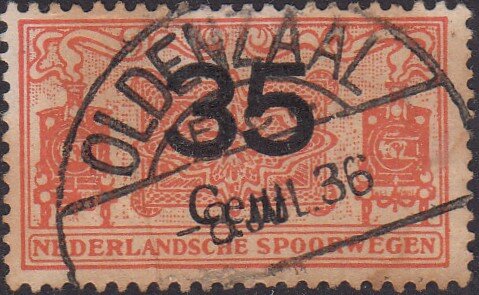 OLDENZAAL
35
Cent
-8.JUL.36
NEDERLANDSCHE SPOORWEGEN